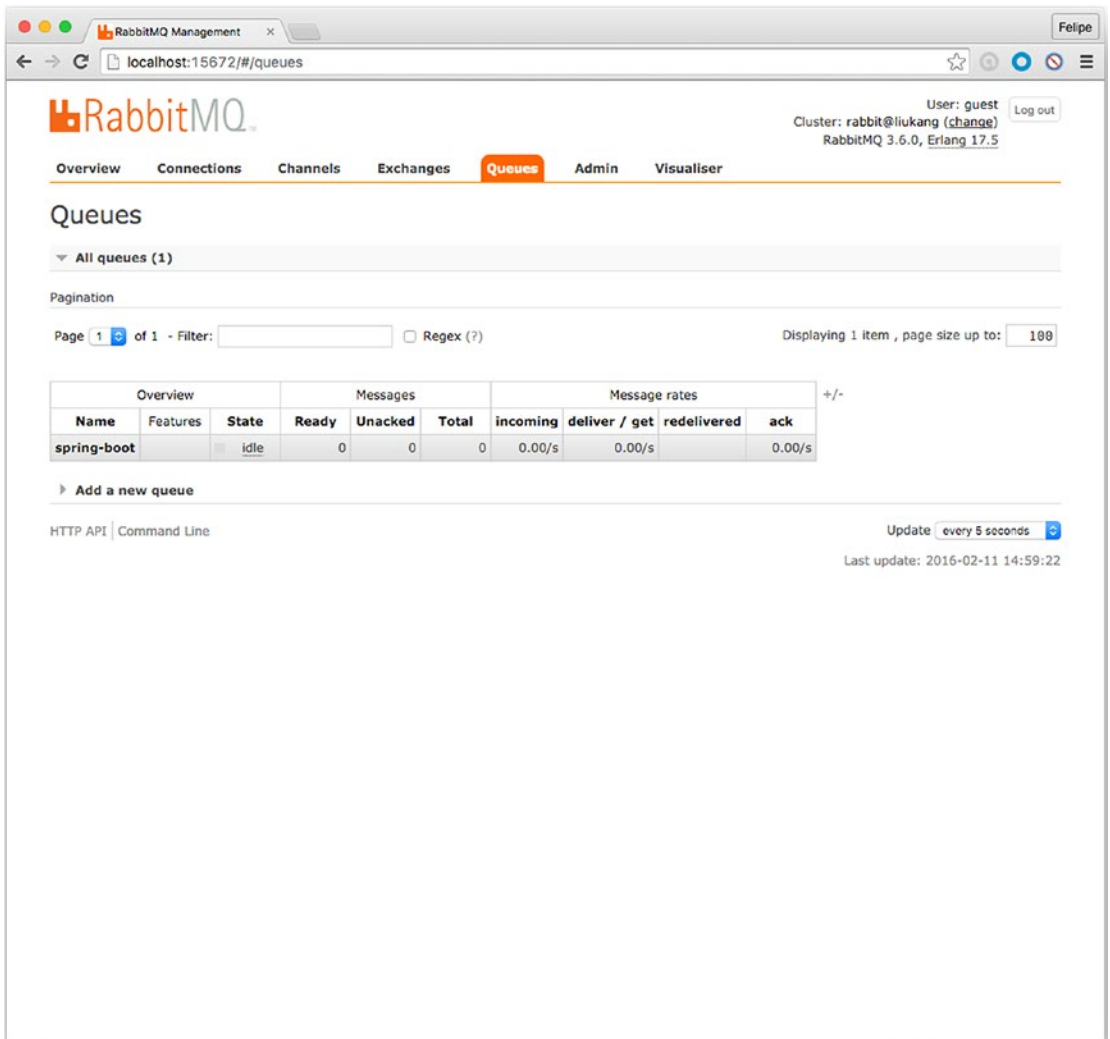 RabbitMQ Management ×
Felipe
localhost:15672/#/queues
RabbitMQ™
User: guest
Log out
Cluster: rabbit@liukang (change)
RabbitMQ 3.6.0, Erlang 17.5
Overview Connections Channels Exchanges Queues Admin Visualiser
Queues
All queues (1)
Pagination
Page 1 of 1 - Filter: Regex (?) Displaying 1 item , page size up to: 100
Overview Messages Message rates +/-
Name Features State Ready Unacked Total incoming deliver / get redelivered ack
spring-boot idle 0 0 0 0.00/s 0.00/s 0.00/s
Add a new queue
HTTP API Command Line Update every 5 seconds
Last update: 2016-02-11 14:59:22